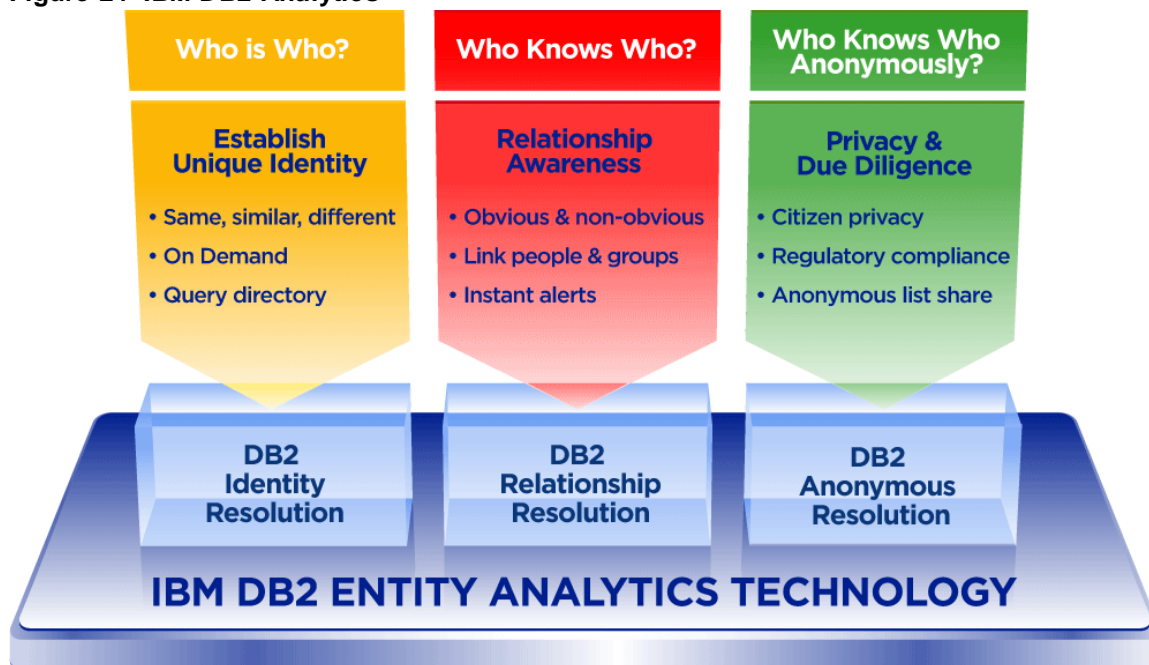 Who is Who?
Establish
Unique Identity
• Same, similar, different
• On Demand
• Query directory
DB2
Identity
Resolution
Who Knows Who?
Relationship
Awareness
• Obvious & non-obvious
• Link people & groups
• Instant alerts
DB2
Relationship
Resolution
Who Knows Who
Anonymously?
Privacy &
Due Diligence
• Citizen privacy
• Regulatory compliance
• Anonymous list share
DB2
Anonymous
Resolution
IBM DB2 ENTITY ANALYTICS TECHNOLOGY